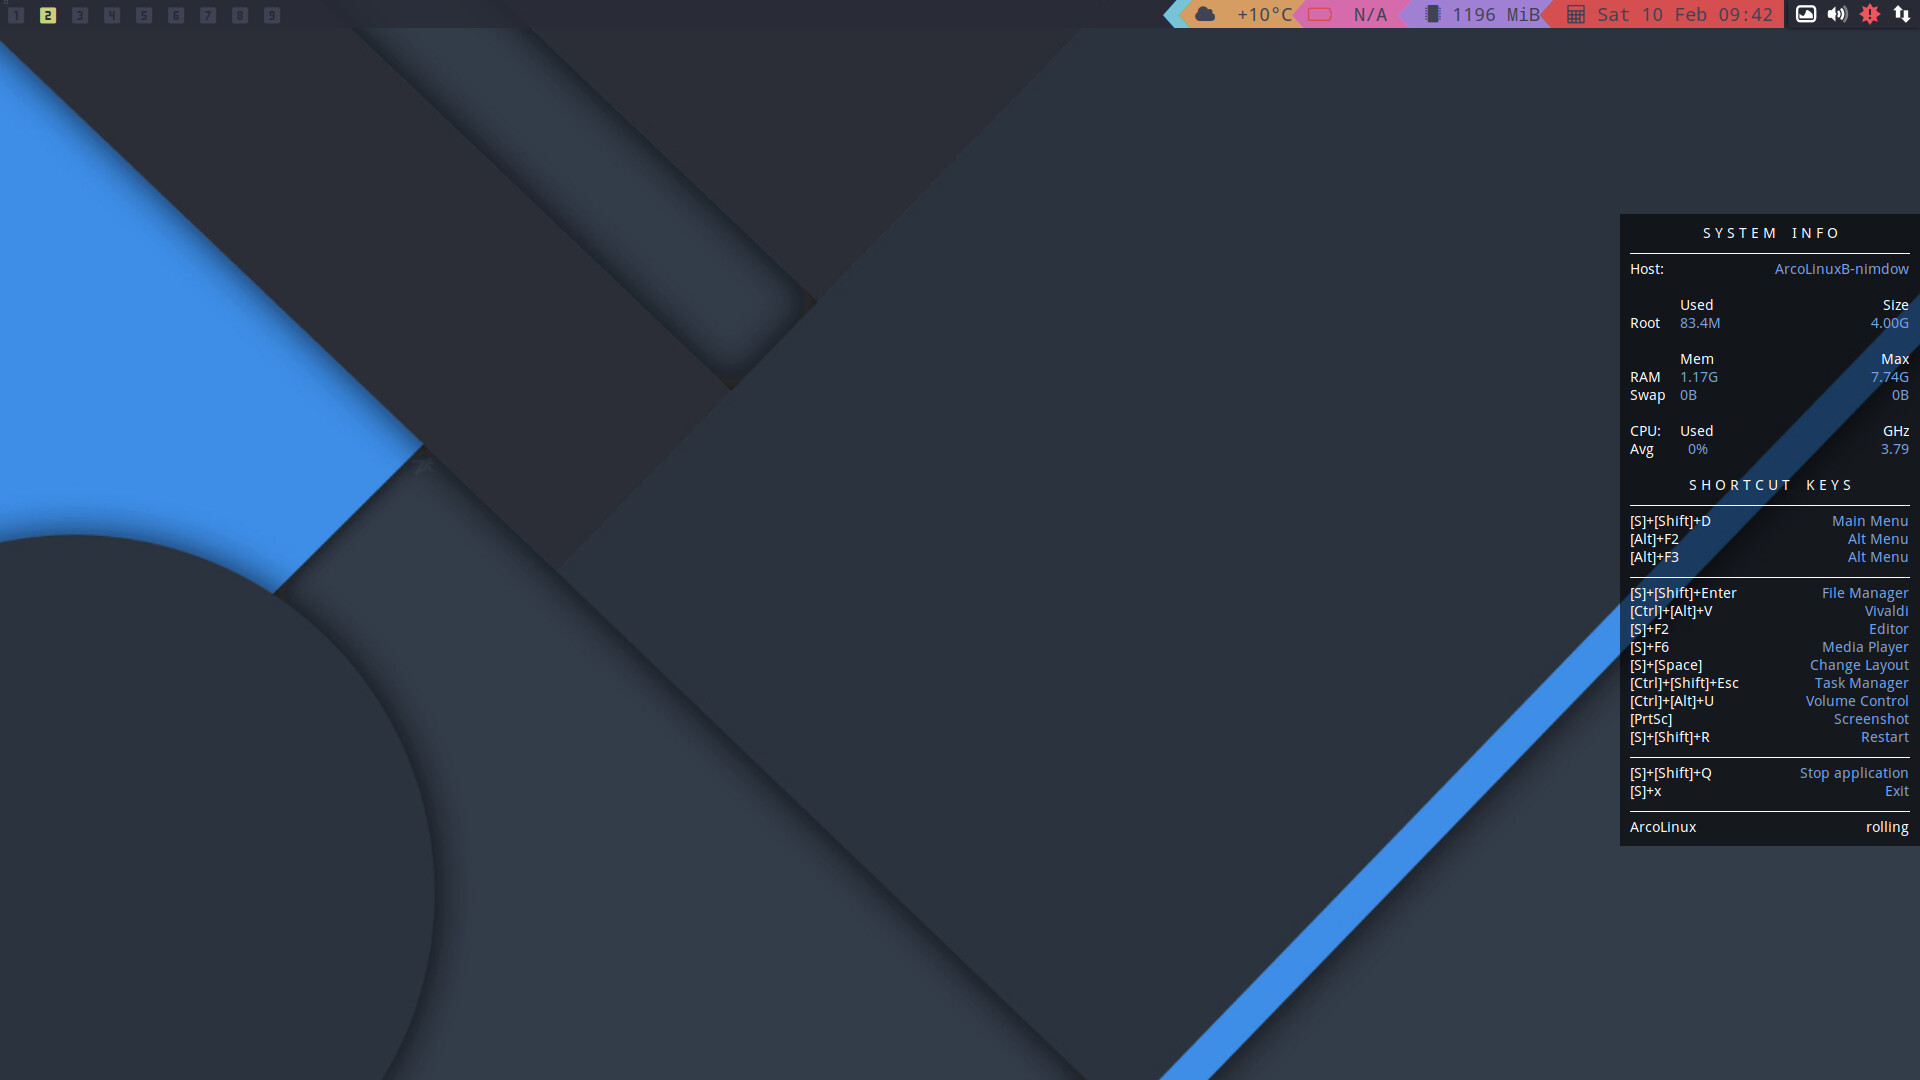 1 2 3 4 5 6 7 8 9
+10°C N/A 1196 MiB Sat 10 Feb 09:42
SYSTEM INFO
Host: ArcoLinuxB-nimdow
Used Size
Root 83.4M 4.00G
Mem Max
RAM 1.17G 7.74G
Swap 0B 0B
CPU: Used GHz
Avg 0% 3.79
SHORTCUT KEYS
[S]+[Shift]+D Main Menu
[Alt]+F2 Alt Menu
[Alt]+F3 Alt Menu
[S]+[Shift]+Enter File Manager
[Ctrl]+[Alt]+V Vivaldi
[S]+F2 Editor
[S]+F6 Media Player
[S]+[Space] Change Layout
[Ctrl]+[Shift]+Esc Task Manager
[Ctrl]+[Alt]+U Volume Control
[PrtSc] Screenshot
[S]+[Shift]+R Restart
[S]+[Shift]+Q Stop application
[S]+x Exit
ArcoLinux rolling